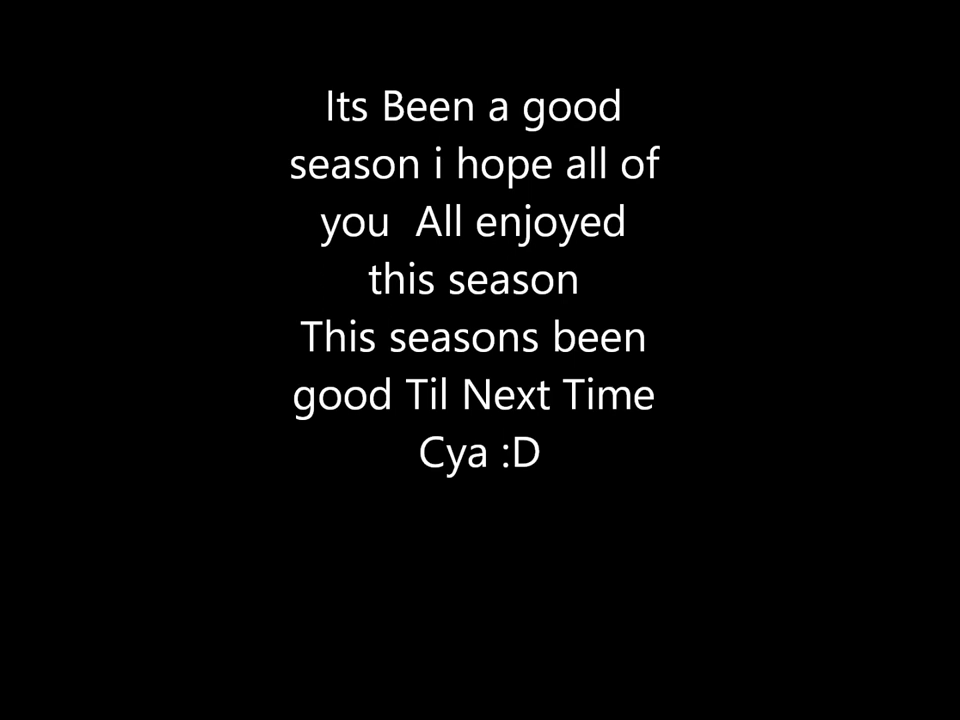 Its Been a good
season i hope all of
you  All enjoyed
this season
This seasons been
good Til Next Time
Cya :D